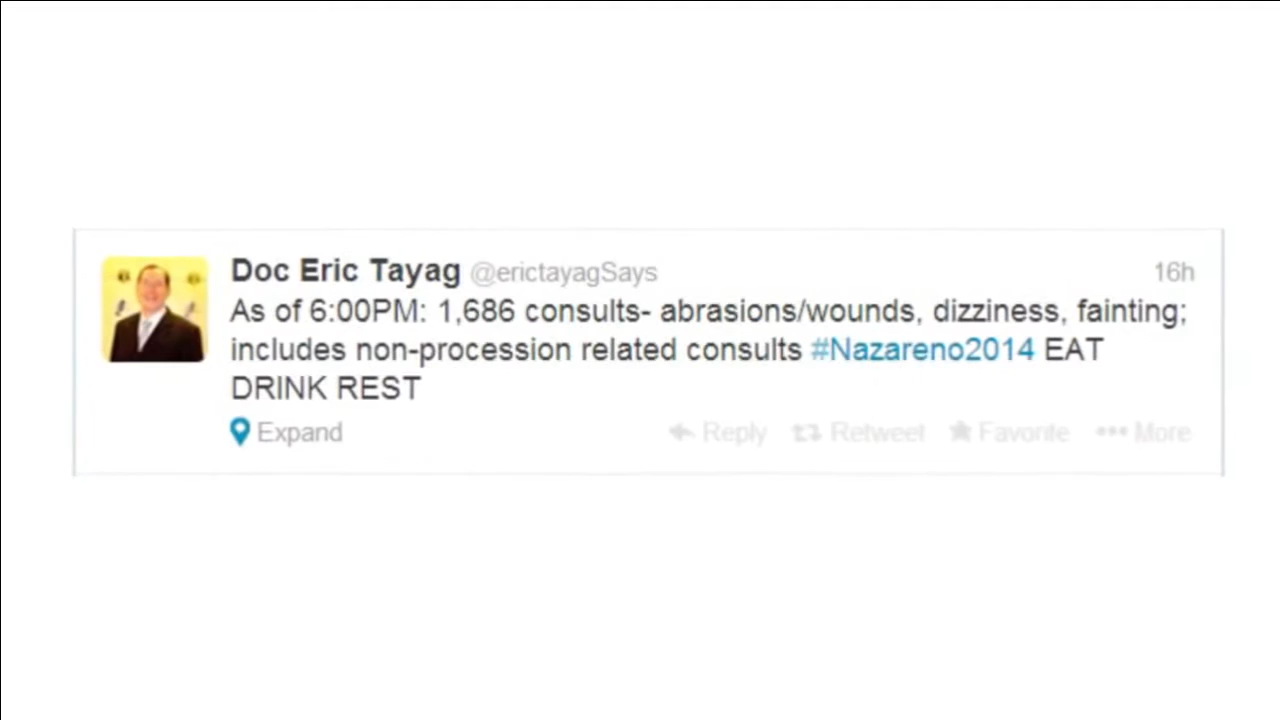 Doc Eric Tayag @erictayagSays 16h
As of 6:00PM: 1,686 consults- abrasions/wounds, dizziness, fainting;
includes non-procession related consults #Nazareno2014 EAT
DRINK REST
Expand Reply Retweet Favorite More